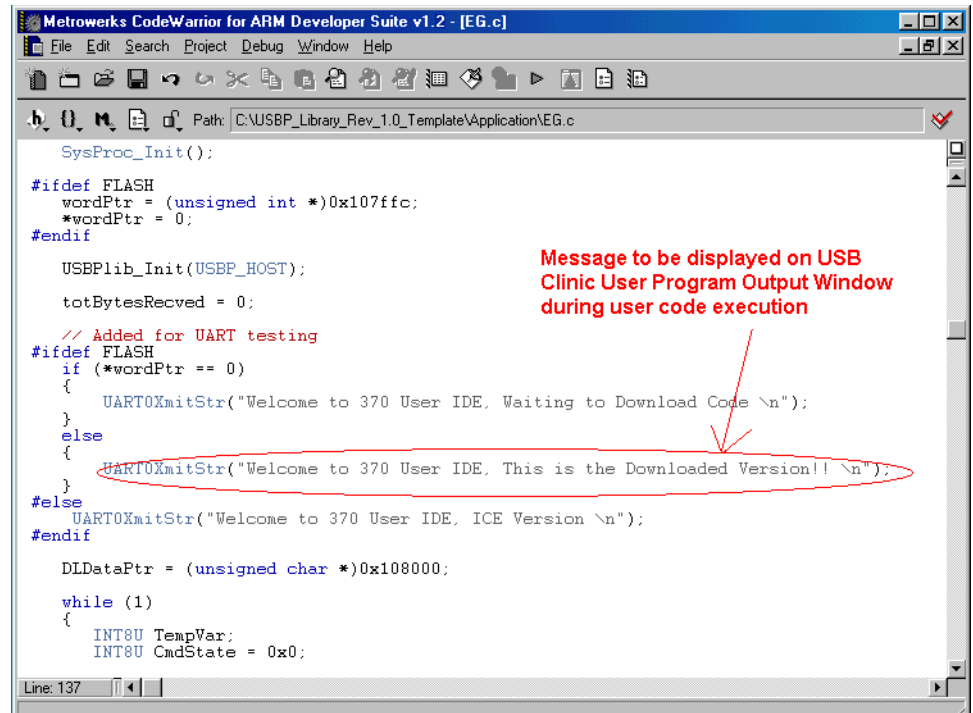 Metrowerks CodeWarrior for ARM Developer Suite v1.2 - [EG.c]
File Edit Search Project Debug Window Help
Path: C:\USBP_Library_Rev_1.0_Template\Application\EG.c
SysProc_Init();
#ifdef FLASH
wordPtr = (unsigned int *)0x107ffc;
*wordPtr = 0;
#endif
USBPlib_Init(USBP_HOST);
totBytesRecved = 0;
Message to be displayed on USB
Clinic User Program Output Window
during user code execution
// Added for UART testing
#ifdef FLASH
if (*wordPtr == 0)
{
UART0XmitStr("Welcome to 370 User IDE, Waiting to Download Code \n");
}
else
{
UART0XmitStr("Welcome to 370 User IDE, This is the Downloaded Version!! \n");
}
#else
UART0XmitStr("Welcome to 370 User IDE, ICE Version \n");
#endif
DLDataPtr = (unsigned char *)0x108000;
while (1)
{
INT8U TempVar;
INT8U CmdState = 0x0;
Line: 137